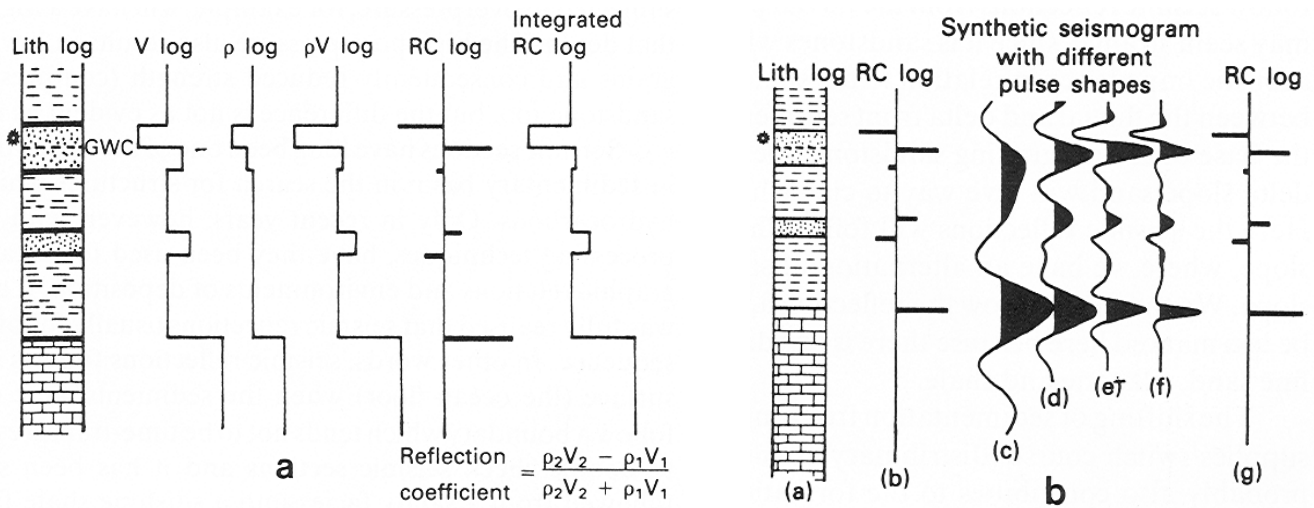 Integrated
Lith log V log ρ log ρV log RC log RC log
GWC
a
Reflection coefficient = ρ₂V₂ − ρ₁V₁ / ρ₂V₂ + ρ₁V₁
Synthetic seismogram
with different
pulse shapes
Lith log RC log RC log
(a) (b) (c) (d) (e) (f) (g)
b